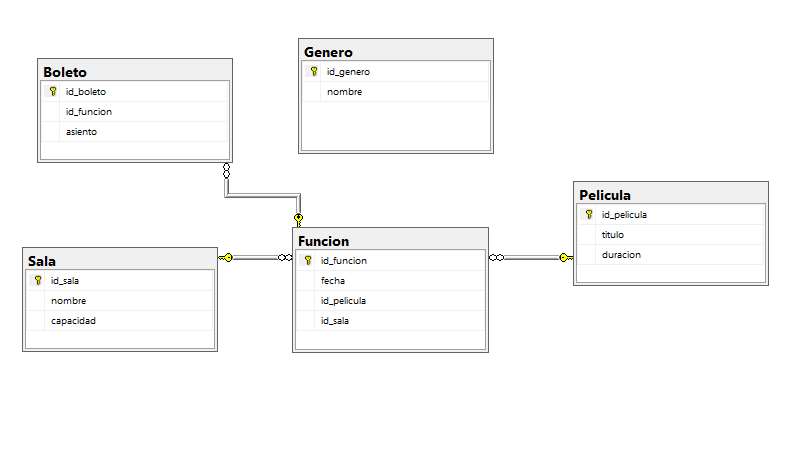 Boleto
id_boleto
id_funcion
asiento
Genero
id_genero
nombre
Pelicula
id_pelicula
titulo
duracion
Sala
id_sala
nombre
capacidad
Funcion
id_funcion
fecha
id_pelicula
id_sala